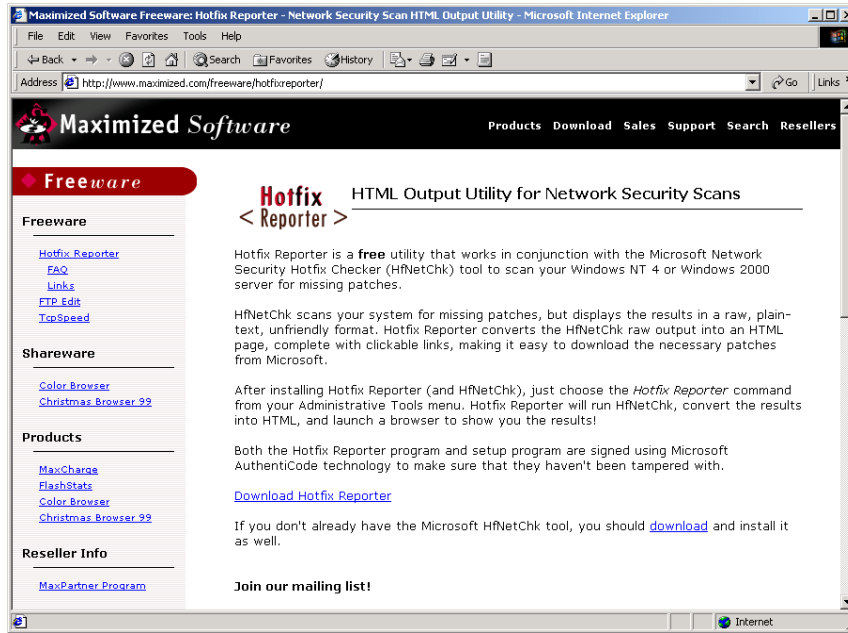 Maximized Software Freeware: Hotfix Reporter - Network Security Scan HTML Output Utility - Microsoft Internet Explorer
File Edit View Favorites Tools Help
Back Search Favorites History
Address http://www.maximized.com/freeware/hotfixreporter/ Go Links
Maximized Software
Products Download Sales Support Search Resellers
Freeware
Freeware
Hotfix Reporter
FAQ
Links
FTP Edit
TcpSpeed
Shareware
Color Browser
Christmas Browser 99
Products
MaxCharge
FlashStats
Color Browser
Christmas Browser 99
Reseller Info
MaxPartner Program
Hotfix
< Reporter >
HTML Output Utility for Network Security Scans
Hotfix Reporter is a free utility that works in conjunction with the Microsoft Network
Security Hotfix Checker (HfNetChk) tool to scan your Windows NT 4 or Windows 2000
server for missing patches.
HfNetChk scans your system for missing patches, but displays the results in a raw, plain-
text, unfriendly format. Hotfix Reporter converts the HfNetChk raw output into an HTML
page, complete with clickable links, making it easy to download the necessary patches
from Microsoft.
After installing Hotfix Reporter (and HfNetChk), just choose the Hotfix Reporter command
from your Administrative Tools menu. Hotfix Reporter will run HfNetChk, convert the results
into HTML, and launch a browser to show you the results!
Both the Hotfix Reporter program and setup program are signed using Microsoft
AuthentiCode technology to make sure that they haven't been tampered with.
Download Hotfix Reporter
If you don't already have the Microsoft HfNetChk tool, you should download and install it
as well.
Join our mailing list!
Internet